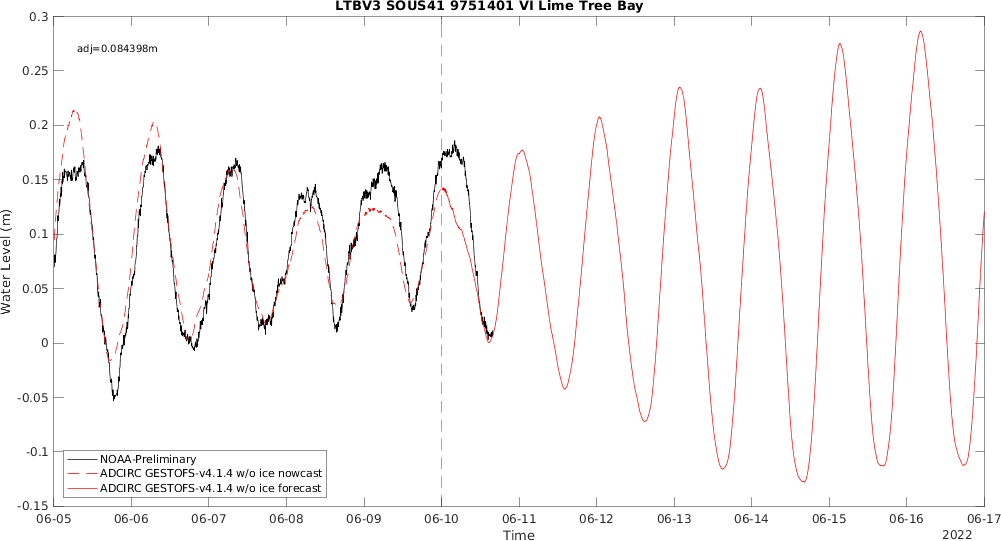 LTBV3 SOUS41 9751401 VI Lime Tree Bay
adj=0.084398m
0.3
0.25
0.2
0.15
0.1
0.05
0
-0.05
-0.1
-0.15
Water Level (m)
NOAA-Preliminary
ADCIRC GESTOFS-v4.1.4 w/o ice nowcast
ADCIRC GESTOFS-v4.1.4 w/o ice forecast
06-05 06-06 06-07 06-08 06-09 06-10 06-11 06-12 06-13 06-14 06-15 06-16 06-17
Time
2022